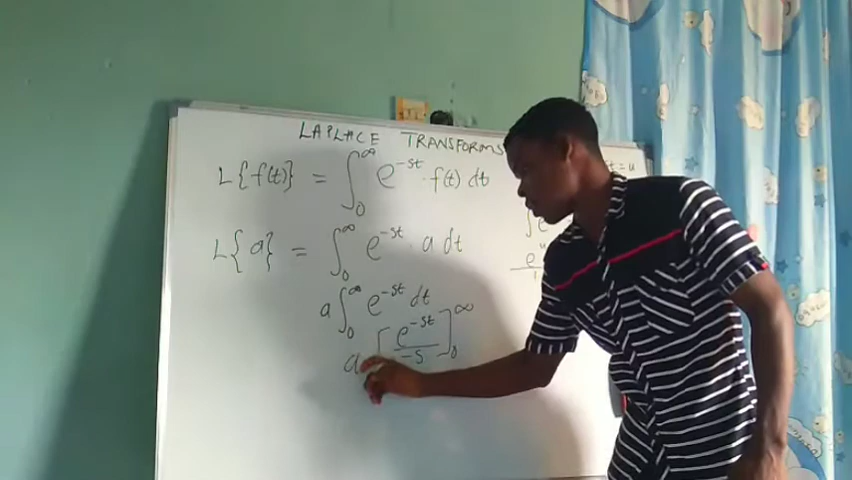 LAPLACE TRANSFORMS
L{f(t)} = ∫₀^∞ e^{-st} · f(t) dt
L{a} = ∫₀^∞ e^{-st} · a dt
a ∫₀^∞ e^{-st} dt
a [e^{-st}/-s]₀^∞